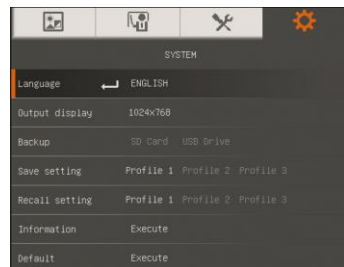 SYSTEM
Language ENGLISH
Output display 1024x768
Backup SD Card USB Drive
Save setting Profile 1 Profile 2 Profile 3
Recall setting Profile 1 Profile 2 Profile 3
Information Execute
Default Execute